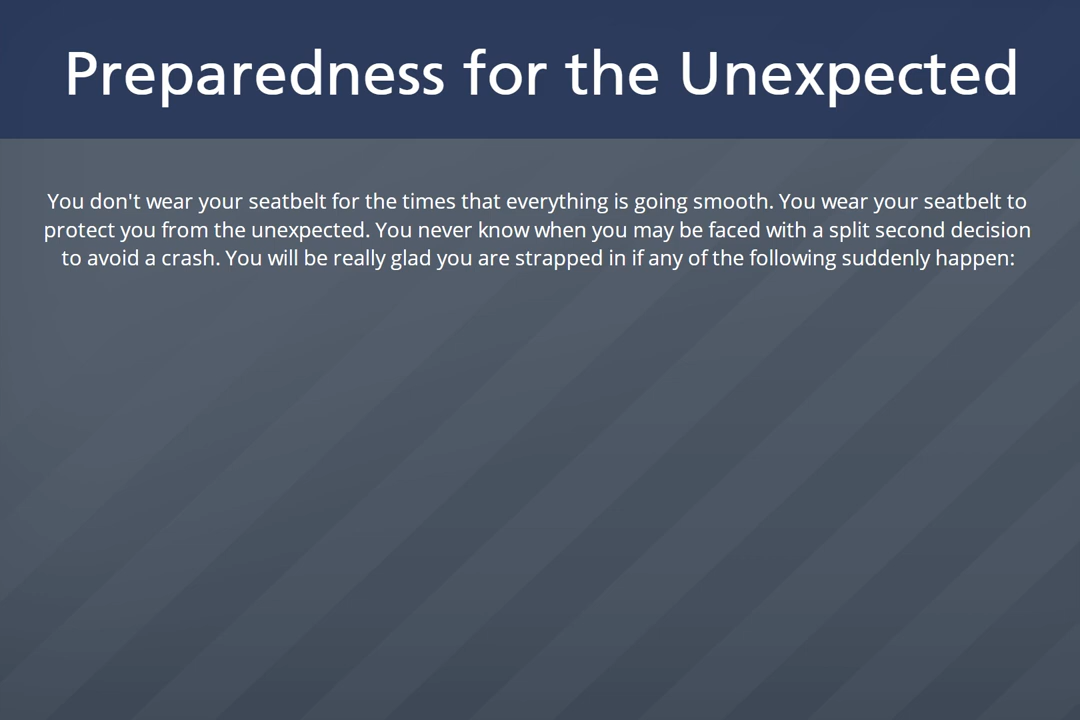 Preparedness for the Unexpected
You don't wear your seatbelt for the times that everything is going smooth. You wear your seatbelt to
protect you from the unexpected. You never know when you may be faced with a split second decision
to avoid a crash. You will be really glad you are strapped in if any of the following suddenly happen: